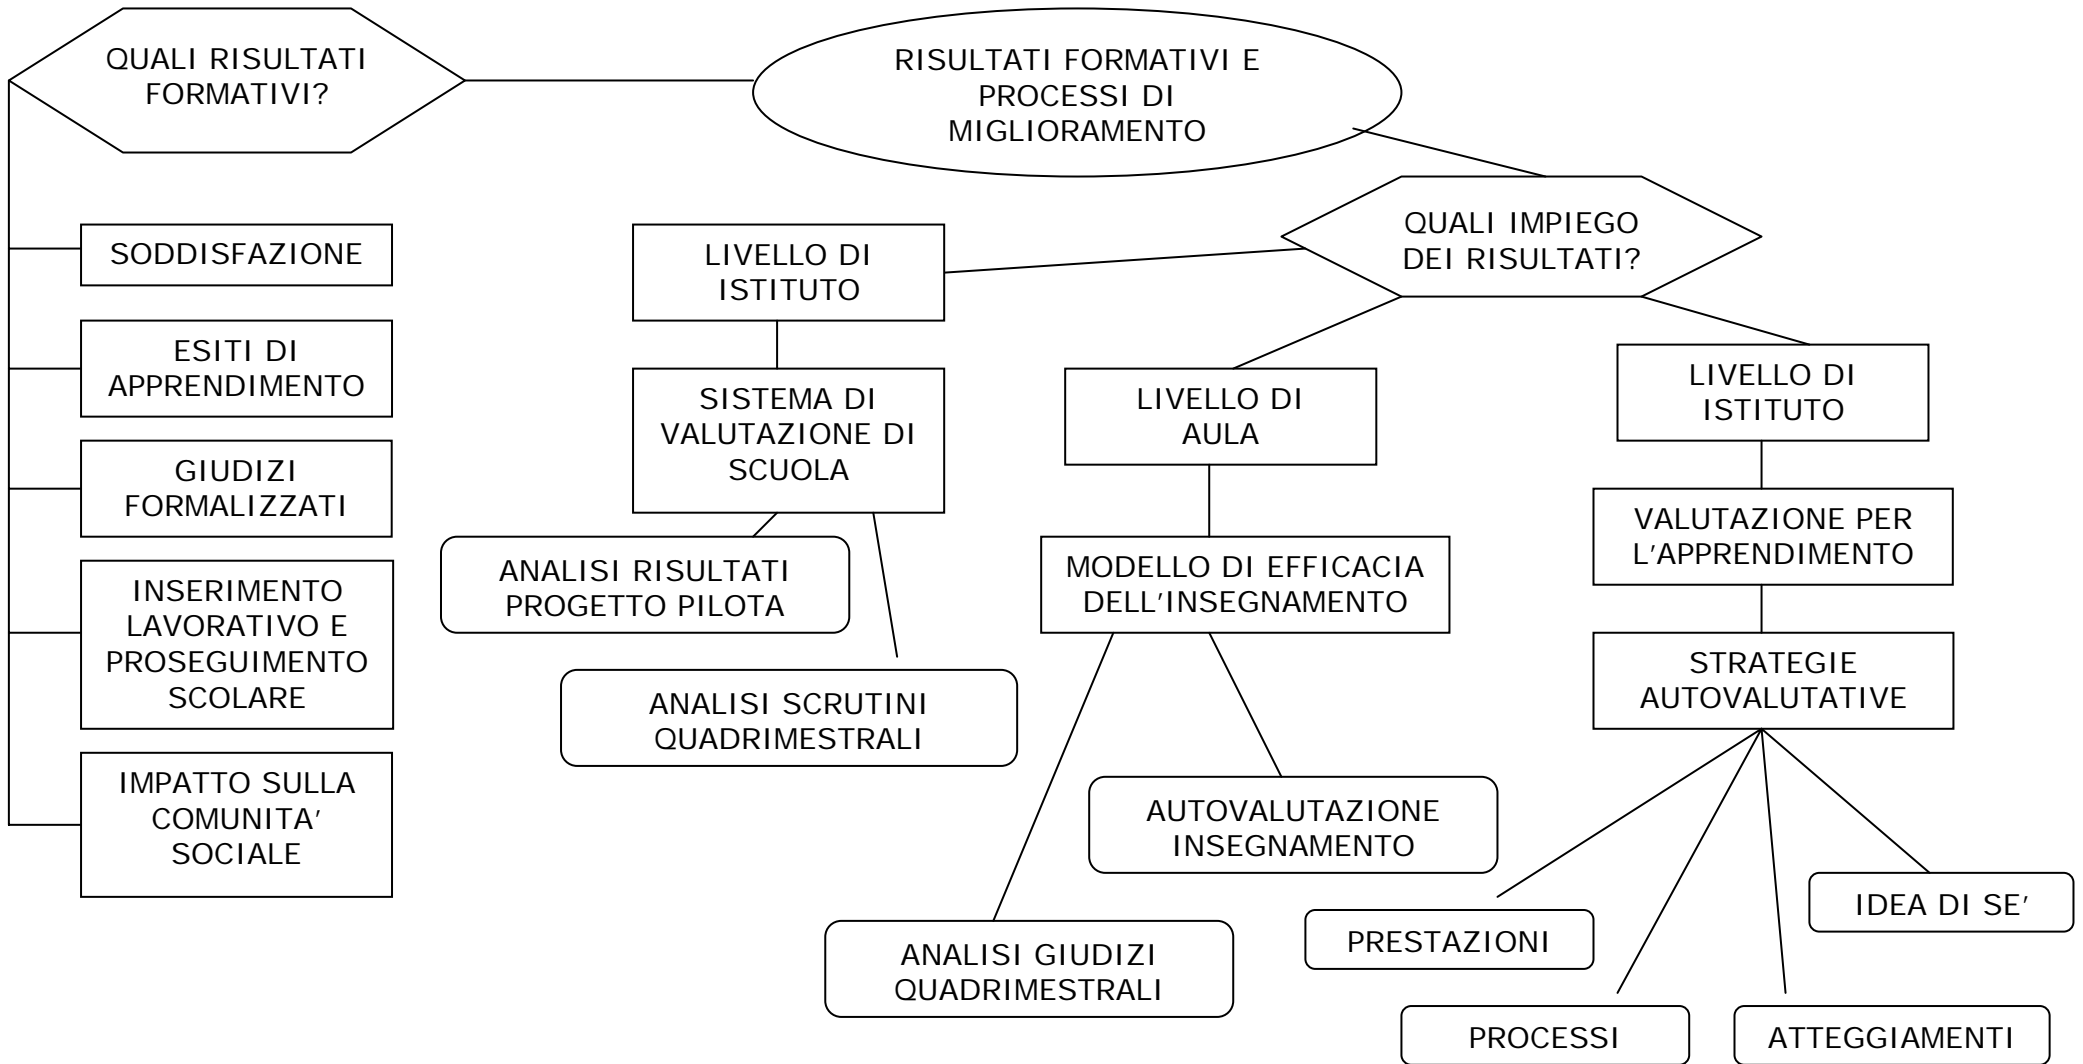 QUALI RISULTATI
FORMATIVI?
RISULTATI FORMATIVI E
PROCESSI DI
MIGLIORAMENTO
QUALI IMPIEGO
DEI RISULTATI?
SODDISFAZIONE
ESITI DI
APPRENDIMENTO
GIUDIZI
FORMALIZZATI
INSERIMENTO
LAVORATIVO E
PROSEGUIMENTO
SCOLARE
IMPATTO SULLA
COMUNITA'
SOCIALE
LIVELLO DI
ISTITUTO
SISTEMA DI
VALUTAZIONE DI
SCUOLA
ANALISI RISULTATI
PROGETTO PILOTA
ANALISI SCRUTINI
QUADRIMESTRALI
LIVELLO DI
AULA
MODELLO DI EFFICACIA
DELL'INSEGNAMENTO
AUTOVALUTAZIONE
INSEGNAMENTO
ANALISI GIUDIZI
QUADRIMESTRALI
LIVELLO DI
ISTITUTO
VALUTAZIONE PER
L'APPRENDIMENTO
STRATEGIE
AUTOVALUTATIVE
PRESTAZIONI
PROCESSI
ATTEGGIAMENTI
IDEA DI SE'